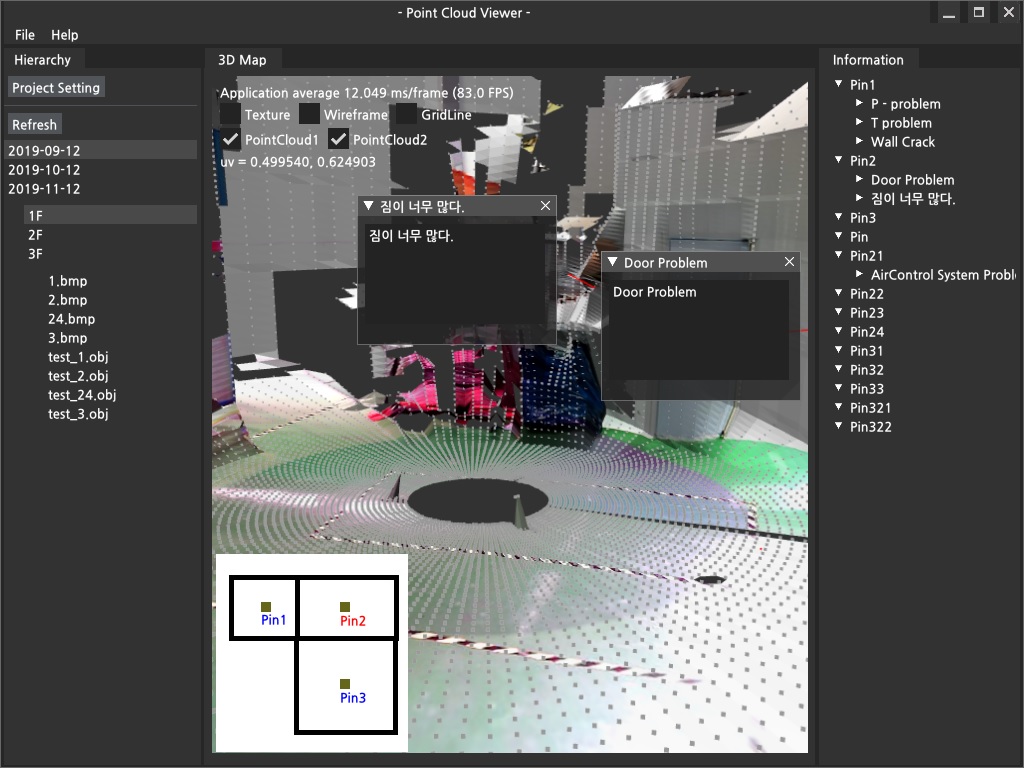 - Point Cloud Viewer -
File Help
Hierarchy
Project Setting
Refresh
2019-09-12
2019-10-12
2019-11-12
1F
2F
3F
1.bmp
2.bmp
24.bmp
3.bmp
test_1.obj
test_2.obj
test_24.obj
test_3.obj
3D Map
Application average 12.049 ms/frame (83.0 FPS)
Texture Wireframe GridLine
PointCloud1 PointCloud2
uv = 0.499540, 0.624903
짐이 너무 많다.
짐이 너무 많다.
Door Problem
Door Problem
Pin1 Pin2
Pin3
Information
Pin1
P - problem
T problem
Wall Crack
Pin2
Door Problem
짐이 너무 많다.
Pin3
Pin
Pin21
AirControl System Probl
Pin22
Pin23
Pin24
Pin31
Pin32
Pin33
Pin321
Pin322